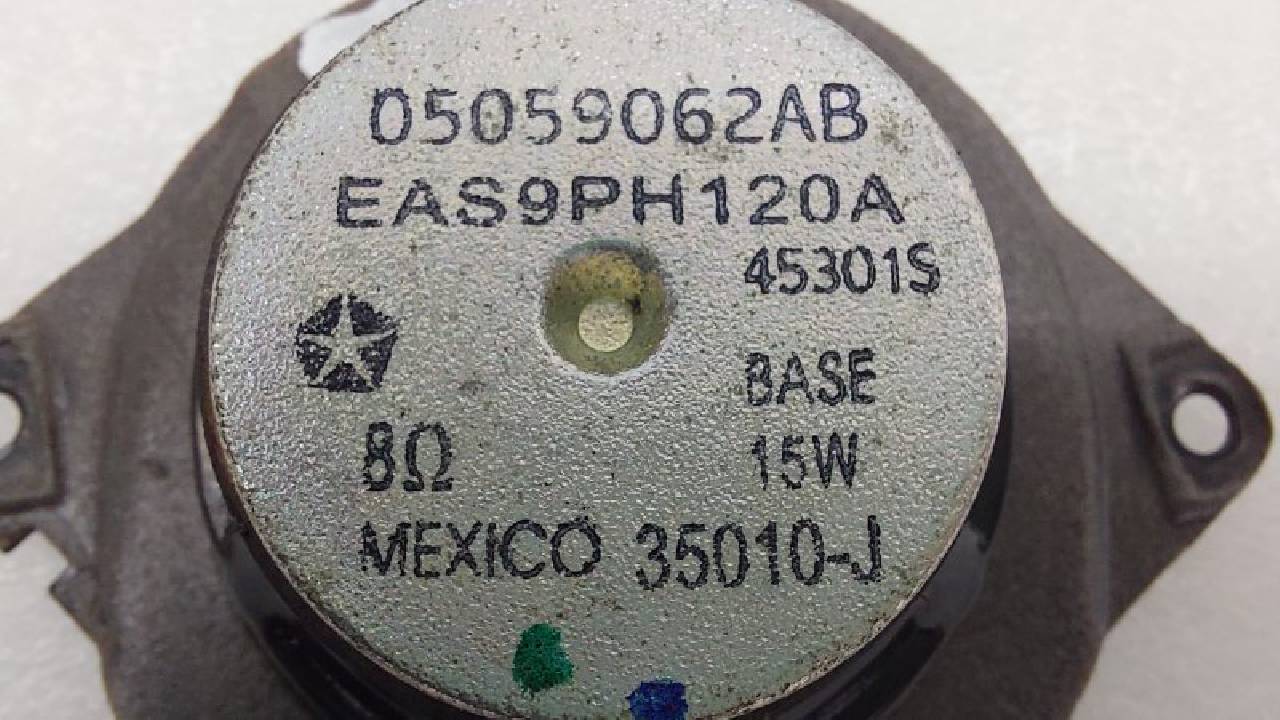 05059062AB
EAS9PH120A
45301S
BASE
8Ω 15W
MEXICO 35010-J